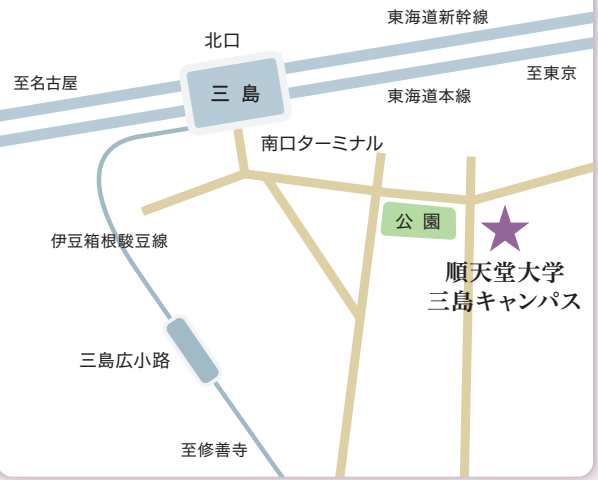 東海道新幹線
北口
至名古屋
至東京
三島
東海道本線
南口ターミナル
公園
伊豆箱根駿豆線
順天堂大学
三島キャンパス
三島広小路
至修善寺